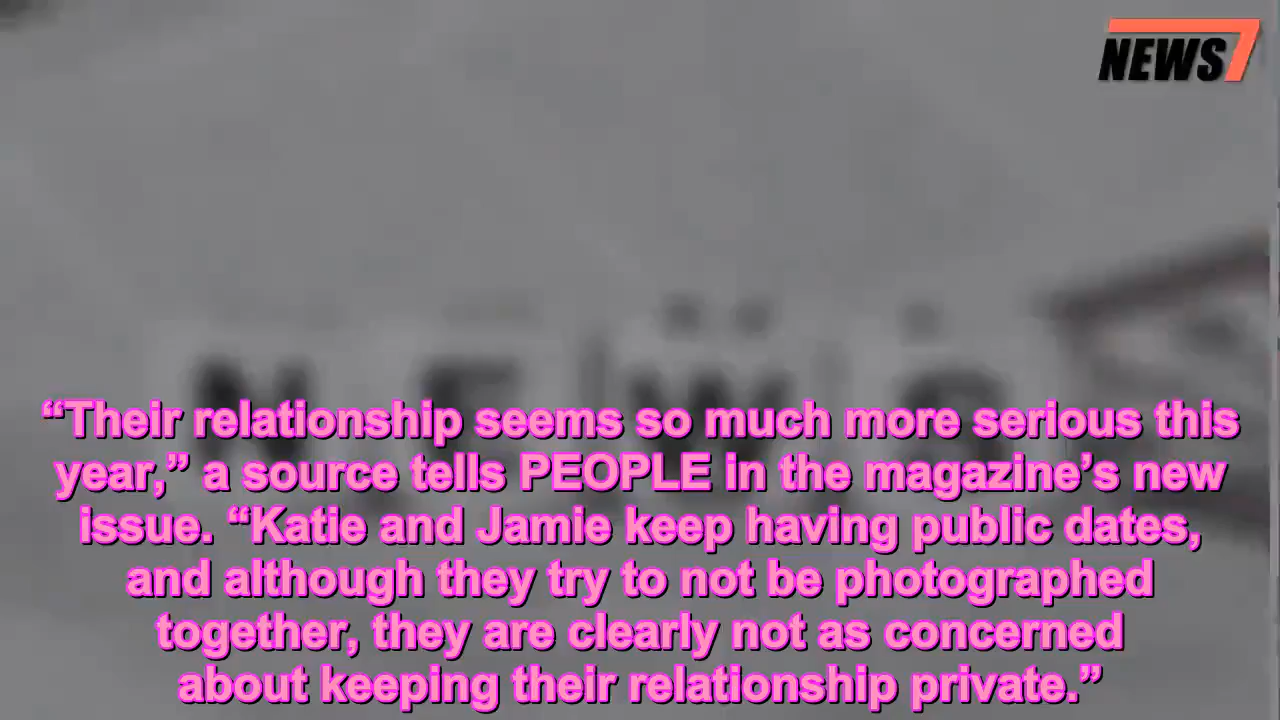 NEWS7
NEWS
“Their relationship seems so much more serious this
year,” a source tells PEOPLE in the magazine’s new
issue. “Katie and Jamie keep having public dates,
and although they try to not be photographed
together, they are clearly not as concerned
about keeping their relationship private.”